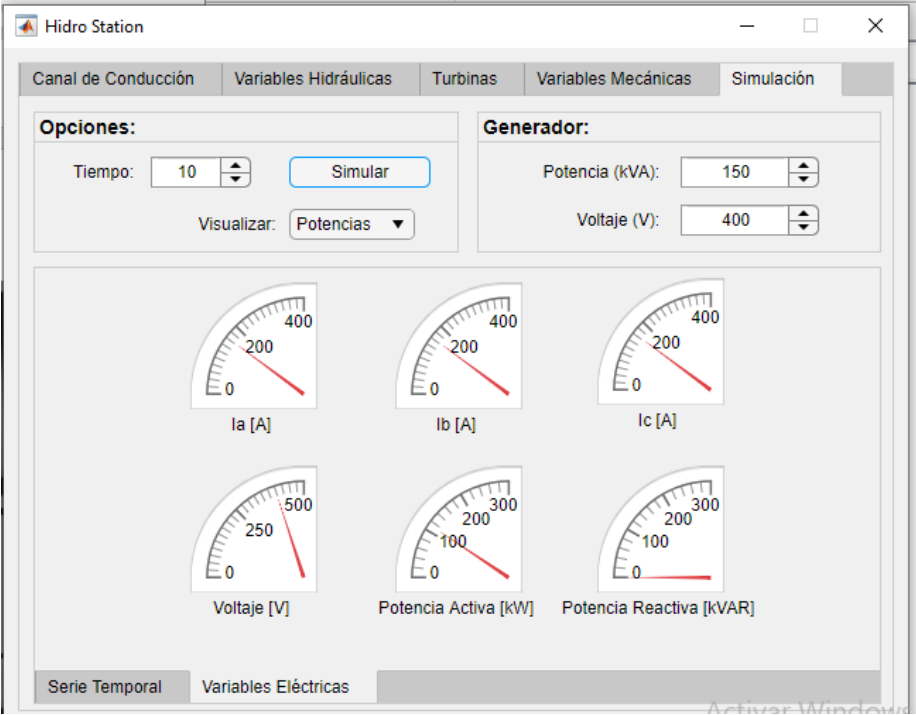 Hidro Station
Canal de Conducción Variables Hidráulicas Turbinas Variables Mecánicas Simulación
Opciones:
Tiempo: 10 Simular
Visualizar: Potencias
Generador:
Potencia (kVA): 150
Voltaje (V): 400
0 200 400
Ia [A]
0 200 400
Ib [A]
0 200 400
Ic [A]
0 250 500
Voltaje [V]
0 100 200 300
Potencia Activa [kW]
0 100 200 300
Potencia Reactiva [kVAR]
Serie Temporal Variables Eléctricas
Activar Windows